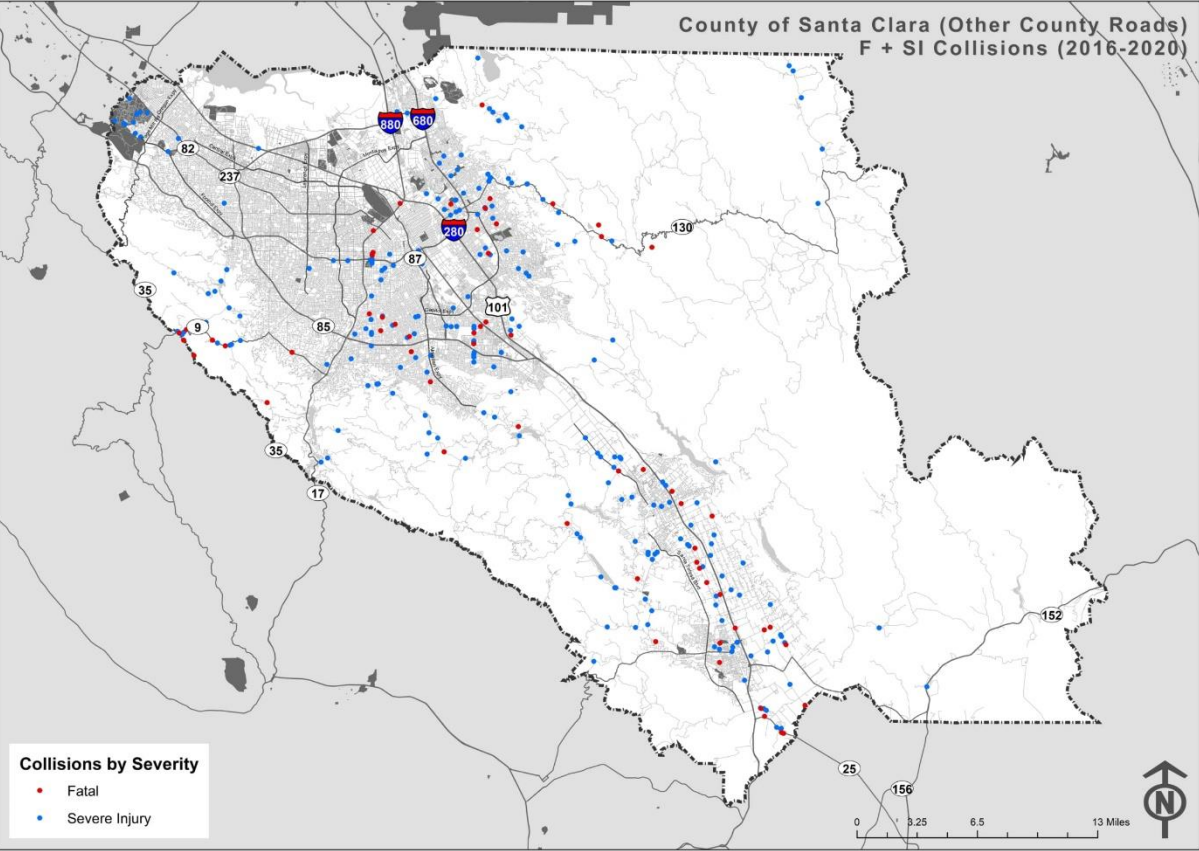 County of Santa Clara (Other County Roads)
F + SI Collisions (2016-2020)
880
680
82
237
280
130
87
35
101
9
85
35
17
152
25
156
Collisions by Severity
Fatal
Severe Injury
N
0 3.25 6.5 13 Miles